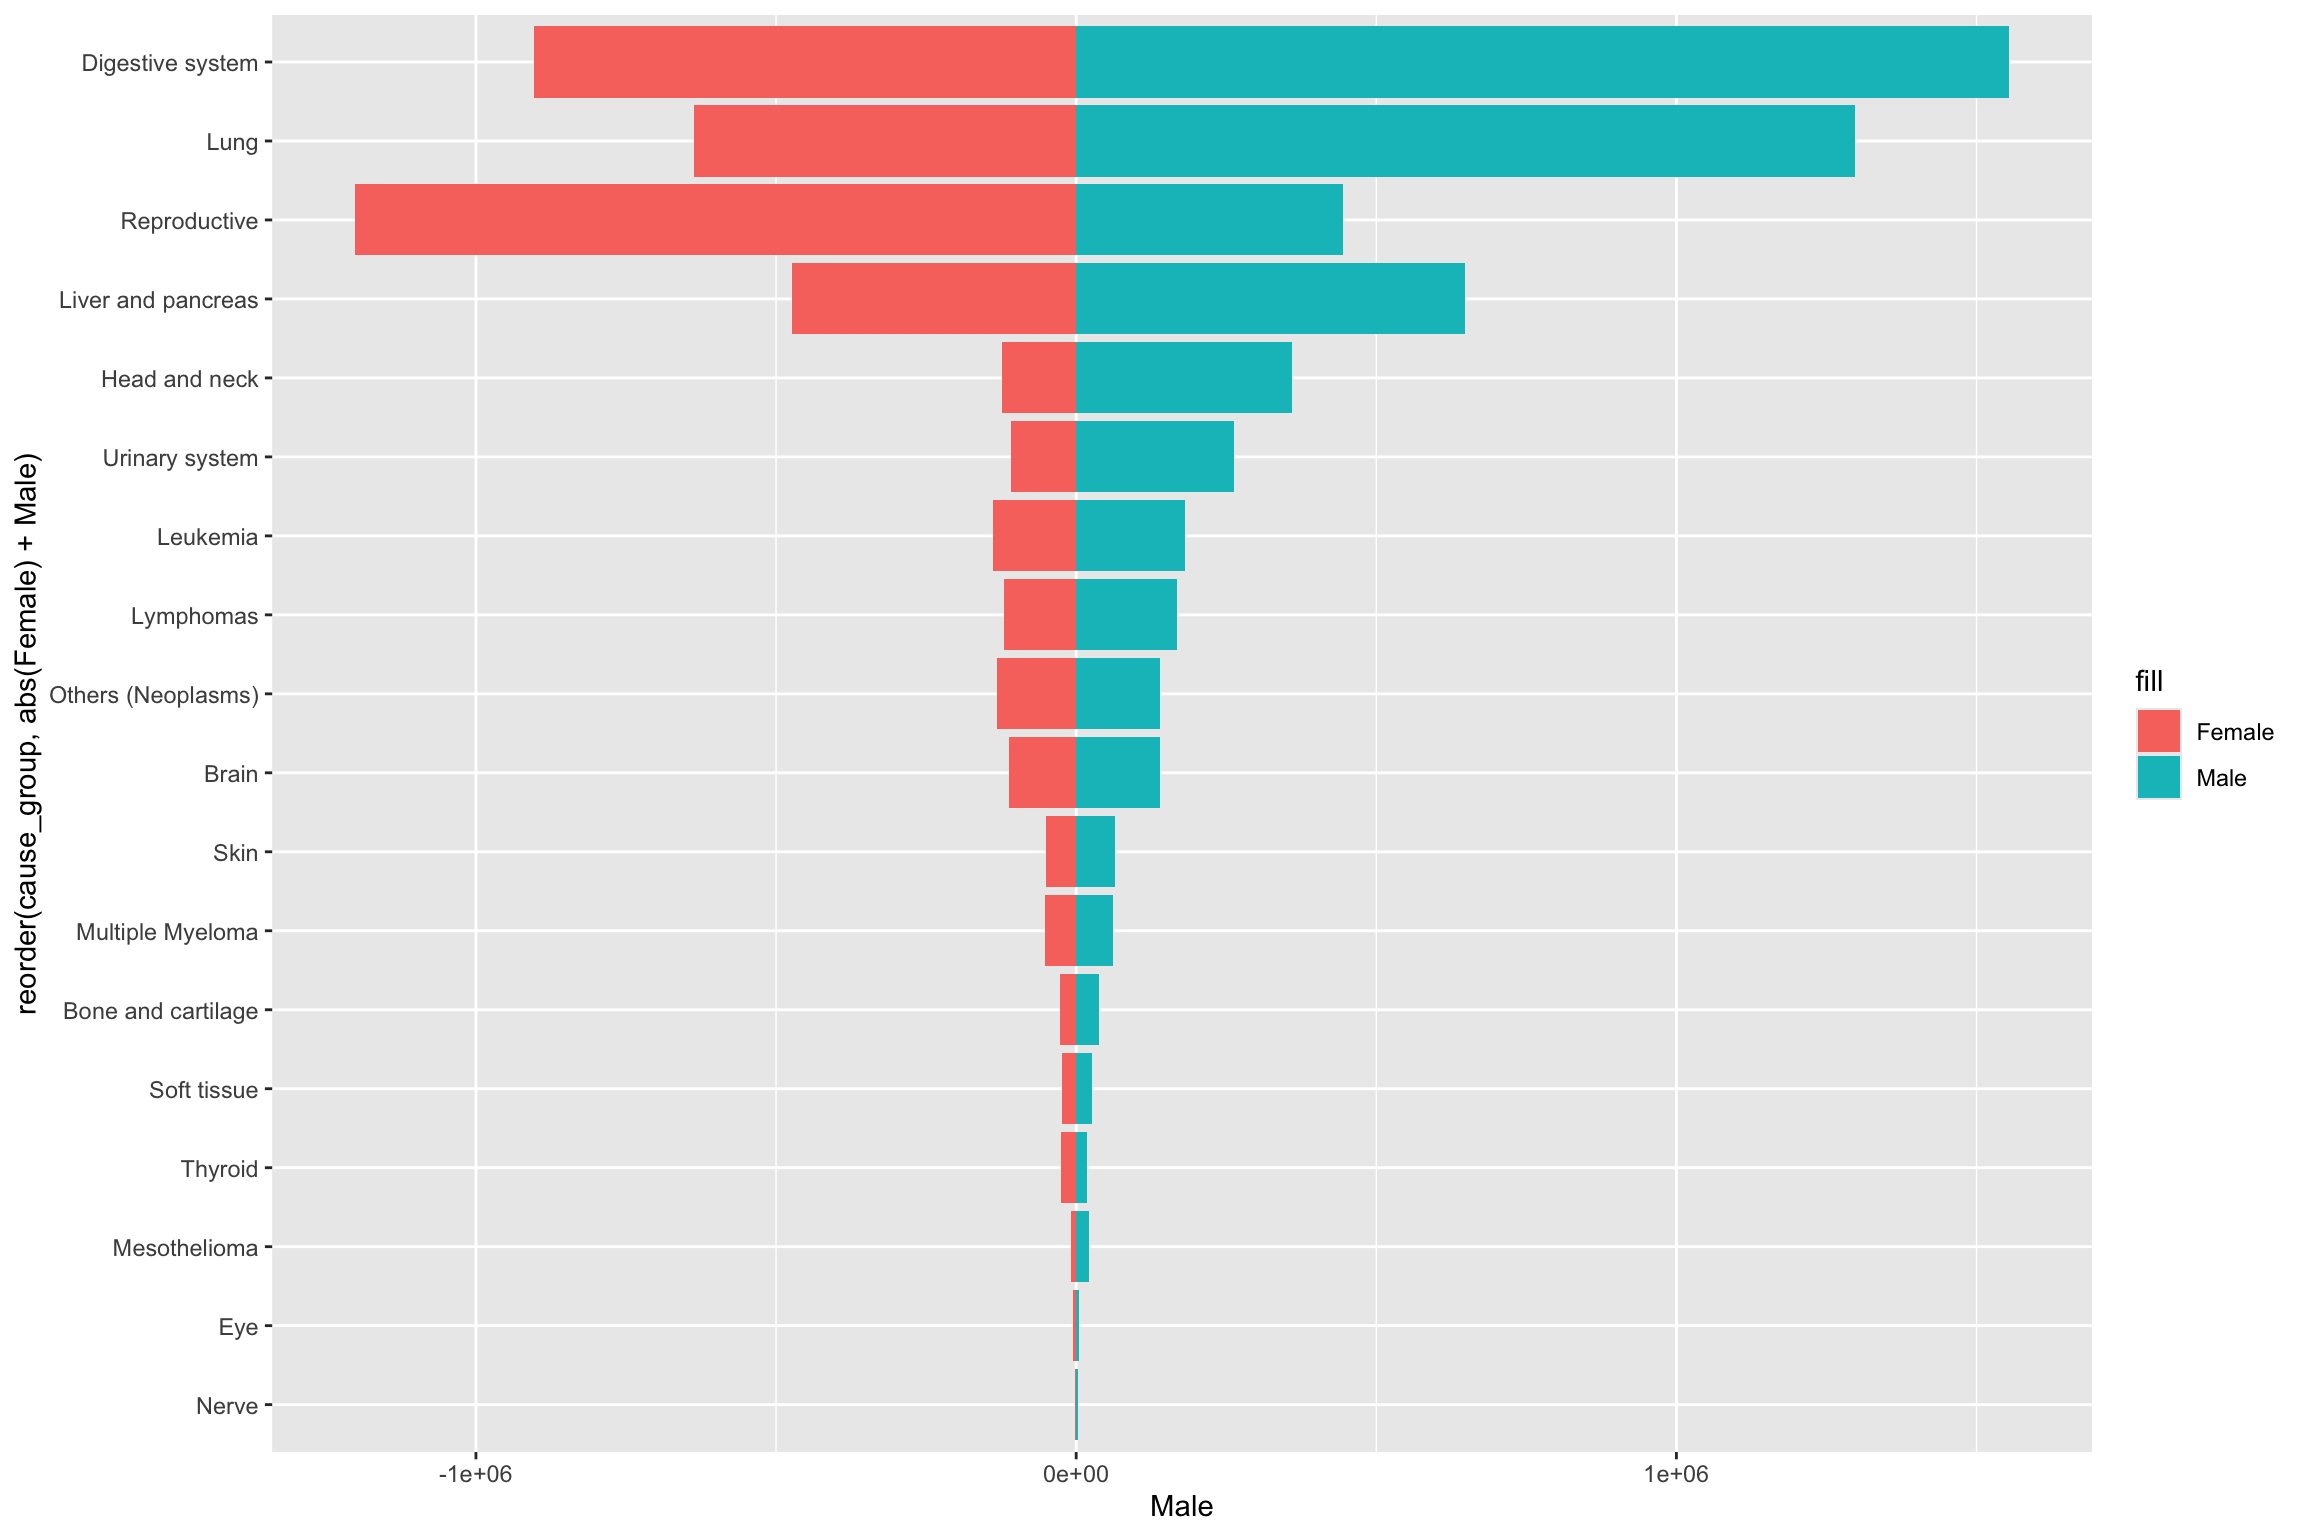 reorder(cause_group, abs(Female) + Male)
Digestive system
Lung
Reproductive
Liver and pancreas
Head and neck
Urinary system
Leukemia
Lymphomas
Others (Neoplasms)
Brain
Skin
Multiple Myeloma
Bone and cartilage
Soft tissue
Thyroid
Mesothelioma
Eye
Nerve
-1e+06
0e+00
1e+06
Male
fill
Female
Male